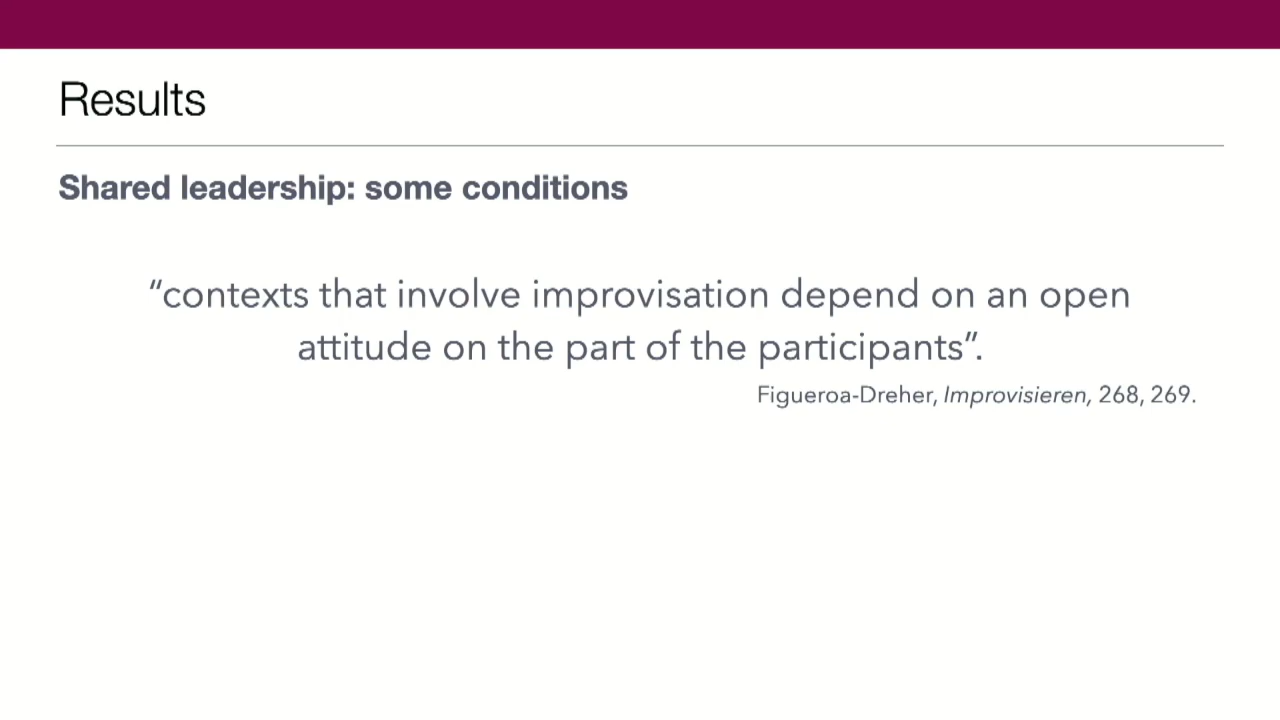 Results
Shared leadership: some conditions
“contexts that involve improvisation depend on an open
attitude on the part of the participants”.
Figueroa-Dreher, Improvisieren, 268, 269.